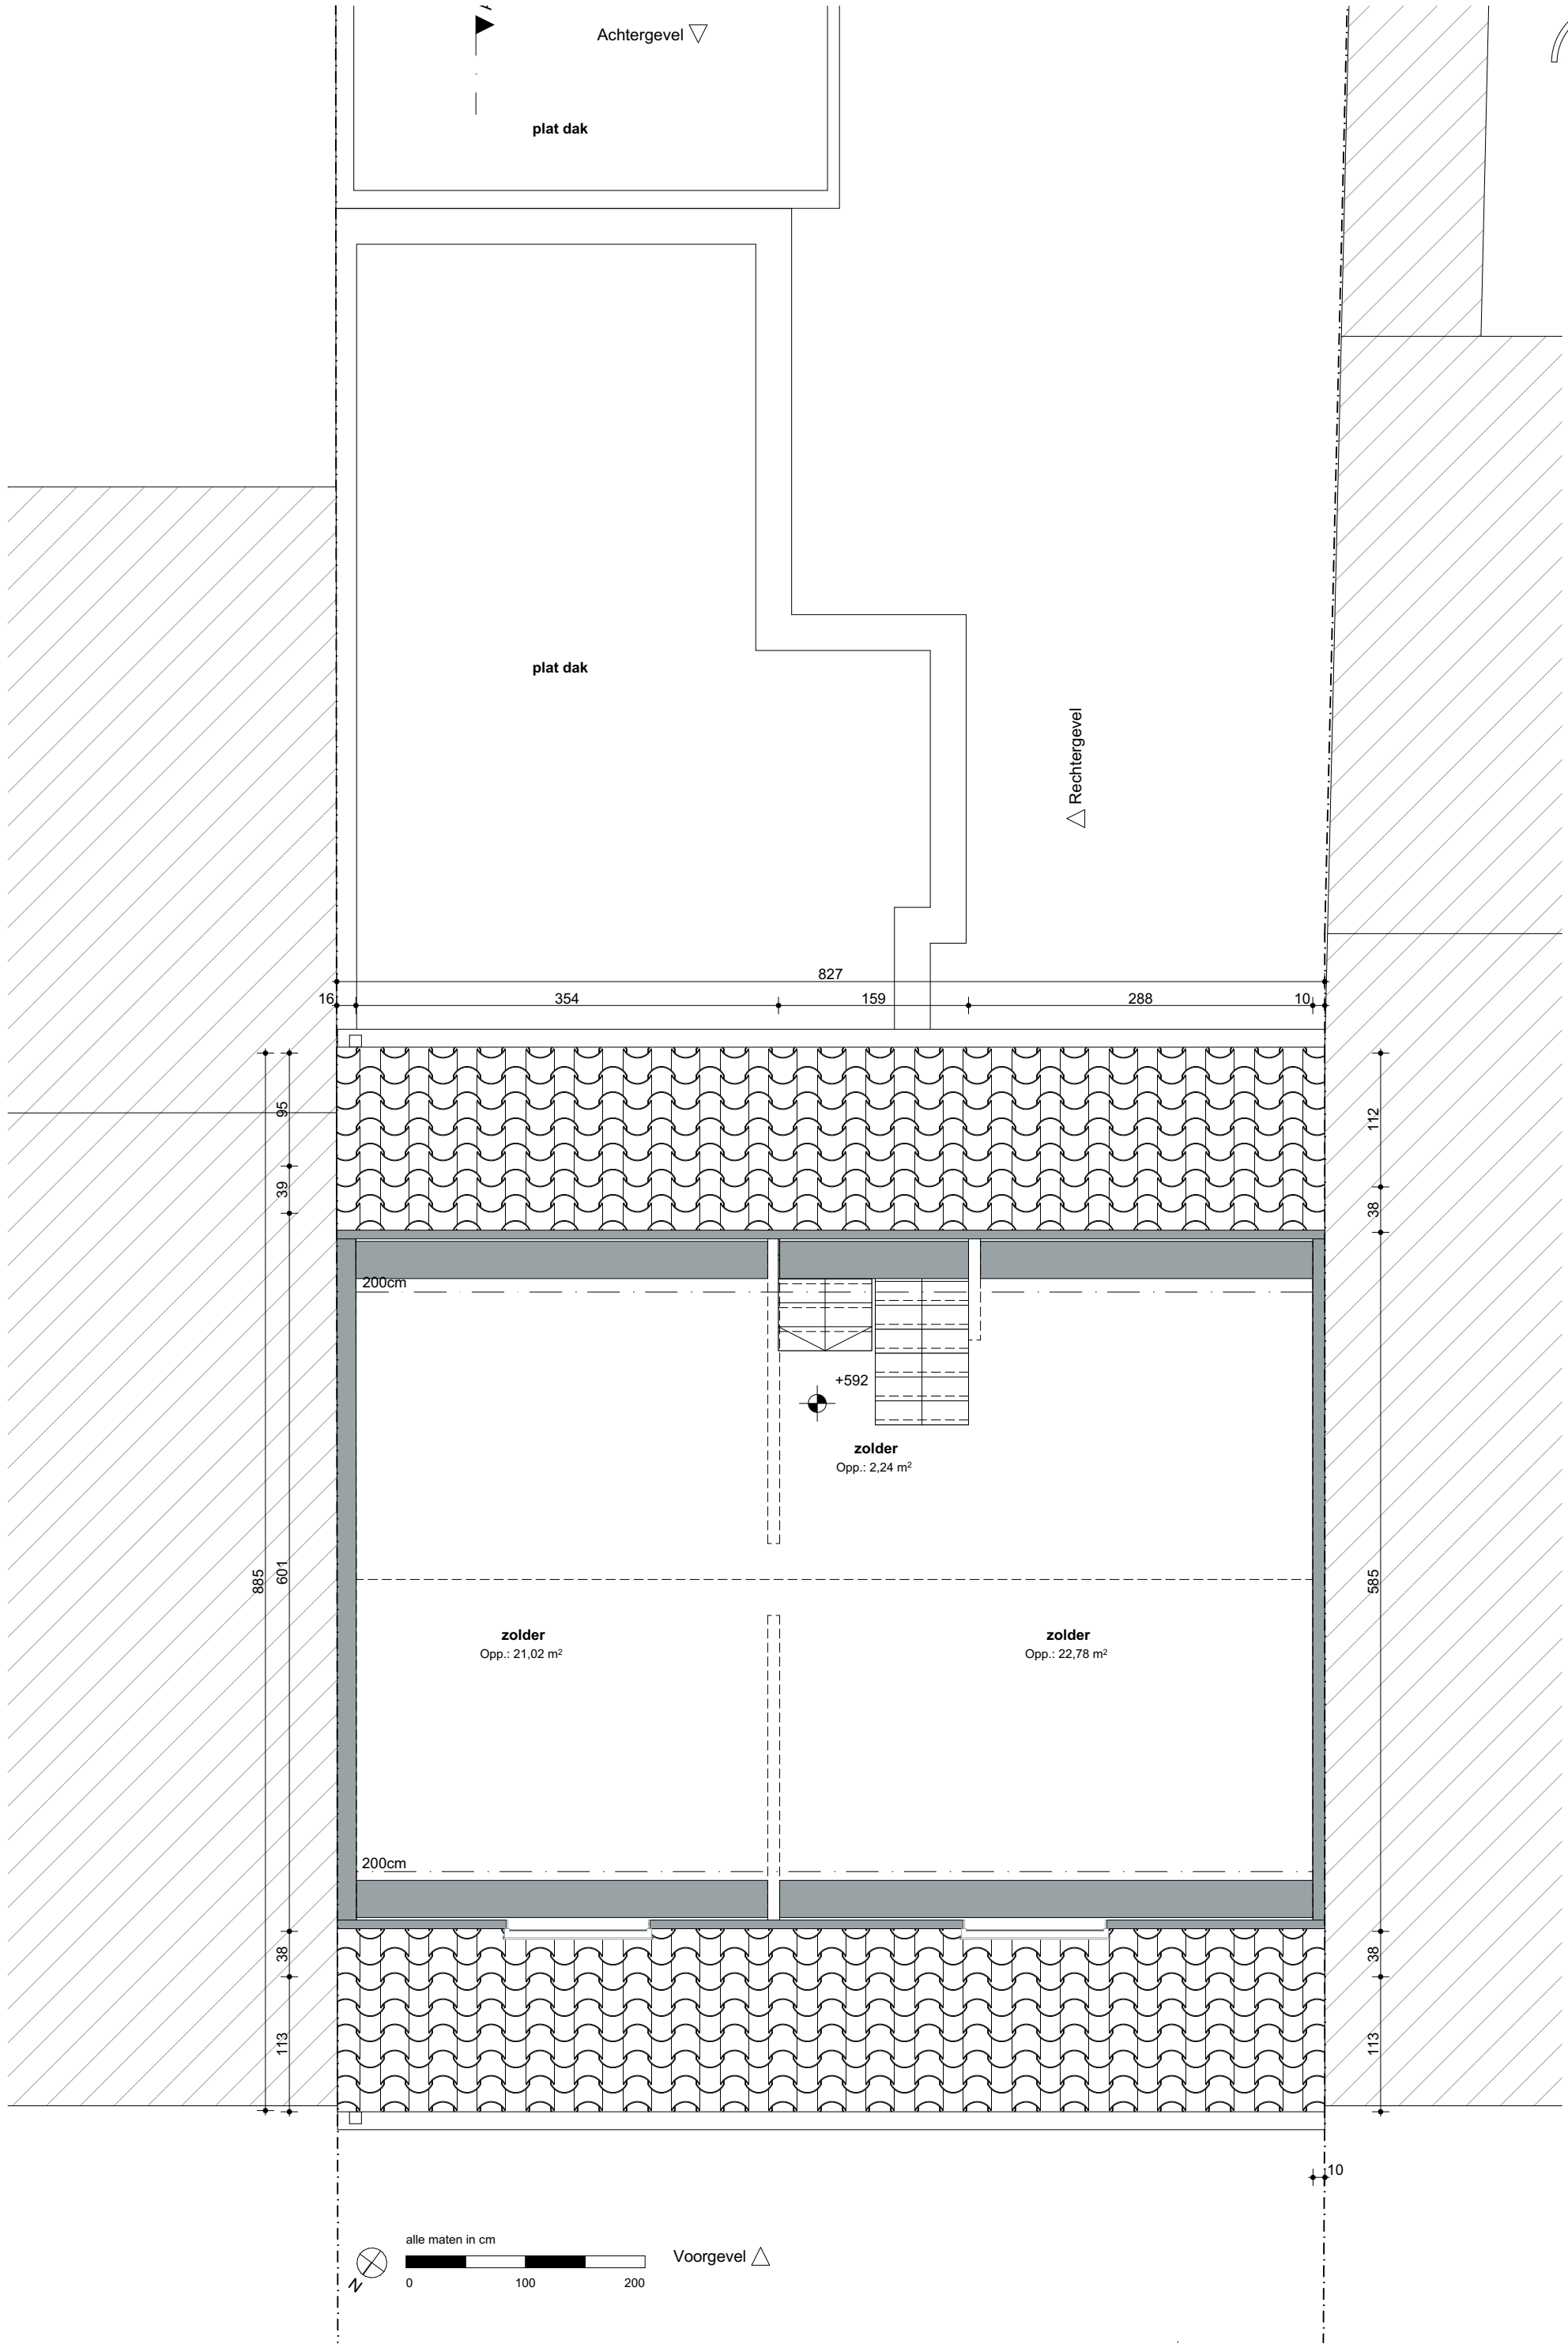 Achtergevel
plat dak
plat dak
Rechtergevel
827
16
354
159
288
10
95
39
885
601
38
113
112
38
585
38
113
200cm
+592
zolder
Opp.: 2,24 m²
zolder
Opp.: 21,02 m²
zolder
Opp.: 22,78 m²
200cm
10
alle maten in cm
N
0 100 200
Voorgevel